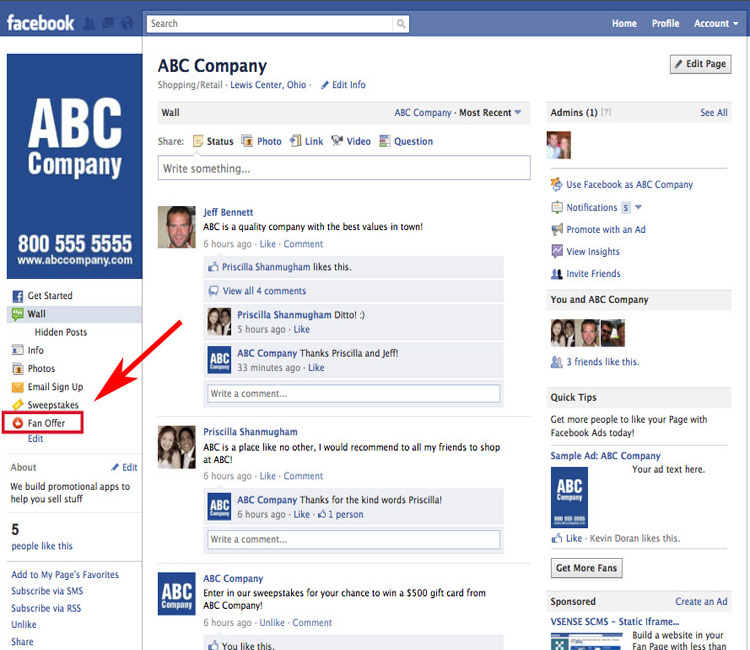 facebook
Search
Home Profile Account
ABC
Company
800 555 5555
www.abccompany.com
Get Started
Wall
Hidden Posts
Info
Photos
Email Sign Up
Sweepstakes
Fan Offer
Edit
About Edit
We build promotional apps to
help you sell stuff
5
people like this
Add to My Page's Favorites
Subscribe via SMS
Subscribe via RSS
Unlike
Share
ABC Company
Shopping/Retail · Lewis Center, Ohio · Edit Info
Wall ABC Company · Most Recent
Share: Status Photo Link Video Question
Write something...
Jeff Bennett
ABC is a quality company with the best values in town!
6 hours ago · Like · Comment
Priscilla Shanmugham likes this.
View all 4 comments
Priscilla Shanmugham Ditto! :)
5 hours ago · Like
ABC
Company
ABC Company Thanks Priscilla and Jeff!
33 minutes ago · Like
Write a comment...
Priscilla Shanmugham
ABC is a place like no other, I would recommend to all my friends to shop
at ABC!
6 hours ago · Like · Comment
ABC
Company
ABC Company Thanks for the kind words Priscilla!
6 hours ago · Like · 1 person
Write a comment...
ABC
Company
ABC Company
Enter in our sweepstakes for your chance to win a $500 gift card from
ABC Company!
6 hours ago · Unlike · Comment
You like this.
Edit Page
Admins (1) [?] See All
Use Facebook as ABC Company
Notifications 5
Promote with an Ad
View Insights
Invite Friends
You and ABC Company
3 friends like this.
Quick Tips
Get more people to like your Page with
Facebook Ads today!
Sample Ad: ABC Company
Your ad text here.
ABC
Company
800 555 5555
Like · Kevin Doran likes this.
Get More Fans
Sponsored Create an Ad
VSENSE SCMS – Static Iframe...
Build a website in your
Fan Page with less than